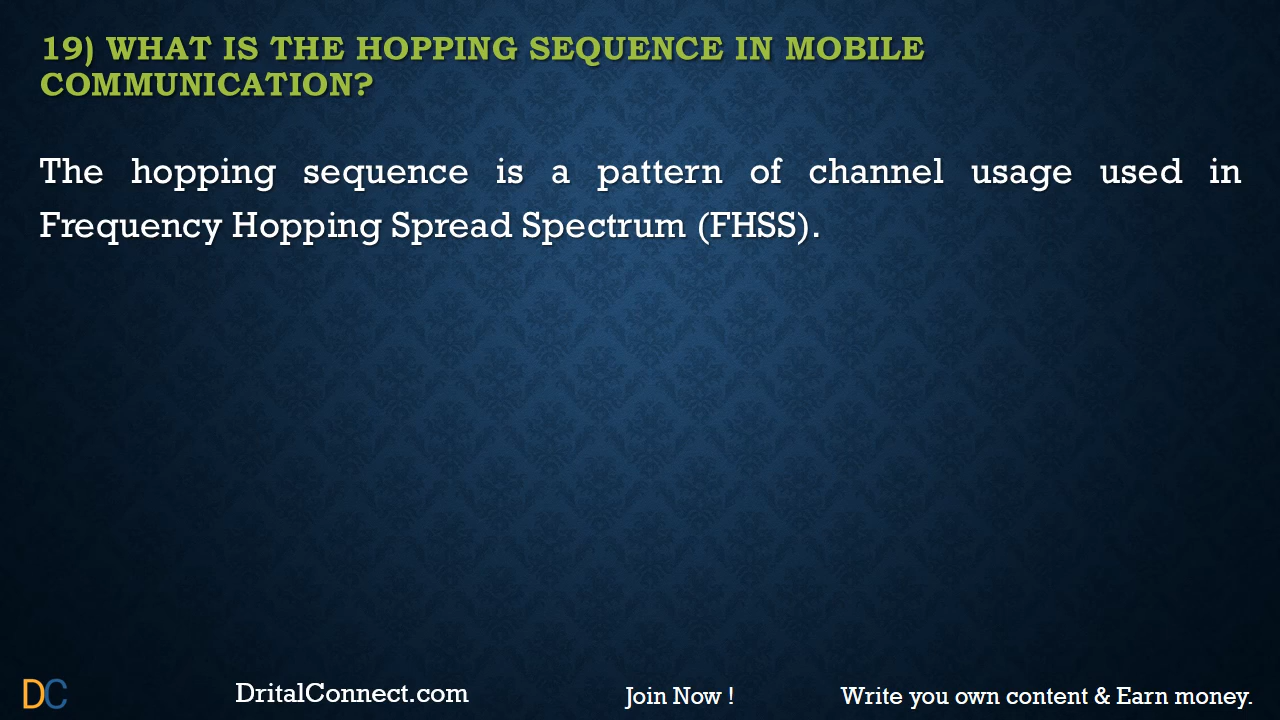 19) WHAT IS THE HOPPING SEQUENCE IN MOBILE
COMMUNICATION?
The hopping sequence is a pattern of channel usage used in
Frequency Hopping Spread Spectrum (FHSS).
DC
DritalConnect.com
Join Now !
Write you own content & Earn money.